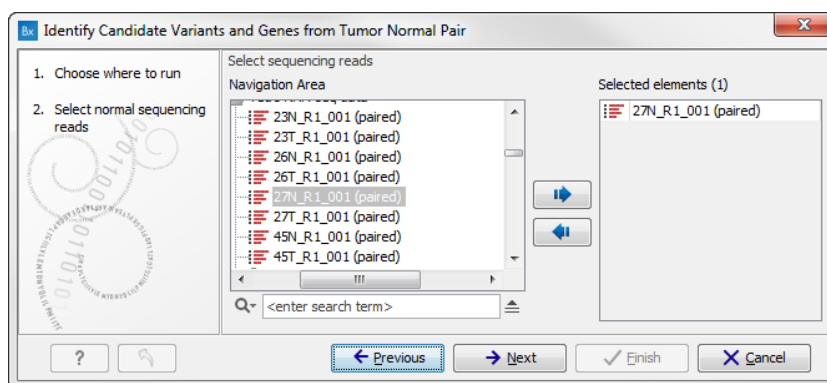 Bx Identify Candidate Variants and Genes from Tumor Normal Pair
1. Choose where to run
2. Select normal sequencing
reads
Select sequencing reads
Navigation Area
23N_R1_001 (paired)
23T_R1_001 (paired)
26N_R1_001 (paired)
26T_R1_001 (paired)
27N_R1_001 (paired)
27T_R1_001 (paired)
45N_R1_001 (paired)
45T_R1_001 (paired)
<enter search term>
Selected elements (1)
27N_R1_001 (paired)
? Previous Next Finish Cancel